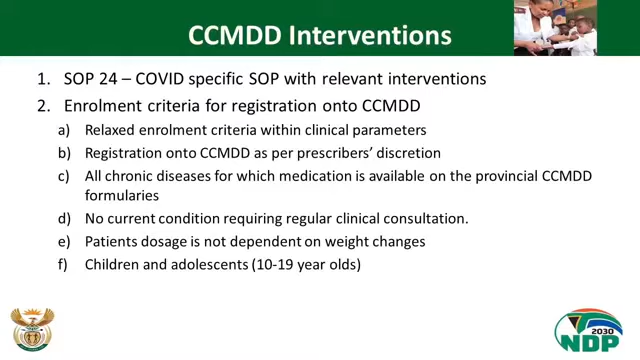 CCMDD Interventions
1. SOP 24 – COVID specific SOP with relevant interventions
2. Enrolment criteria for registration onto CCMDD
a) Relaxed enrolment criteria within clinical parameters
b) Registration onto CCMDD as per prescribers’ discretion
c) All chronic diseases for which medication is available on the provincial CCMDD
formularies
d) No current condition requiring regular clinical consultation.
e) Patients dosage is not dependent on weight changes
f) Children and adolescents (10-19 year olds)
2030
NDP